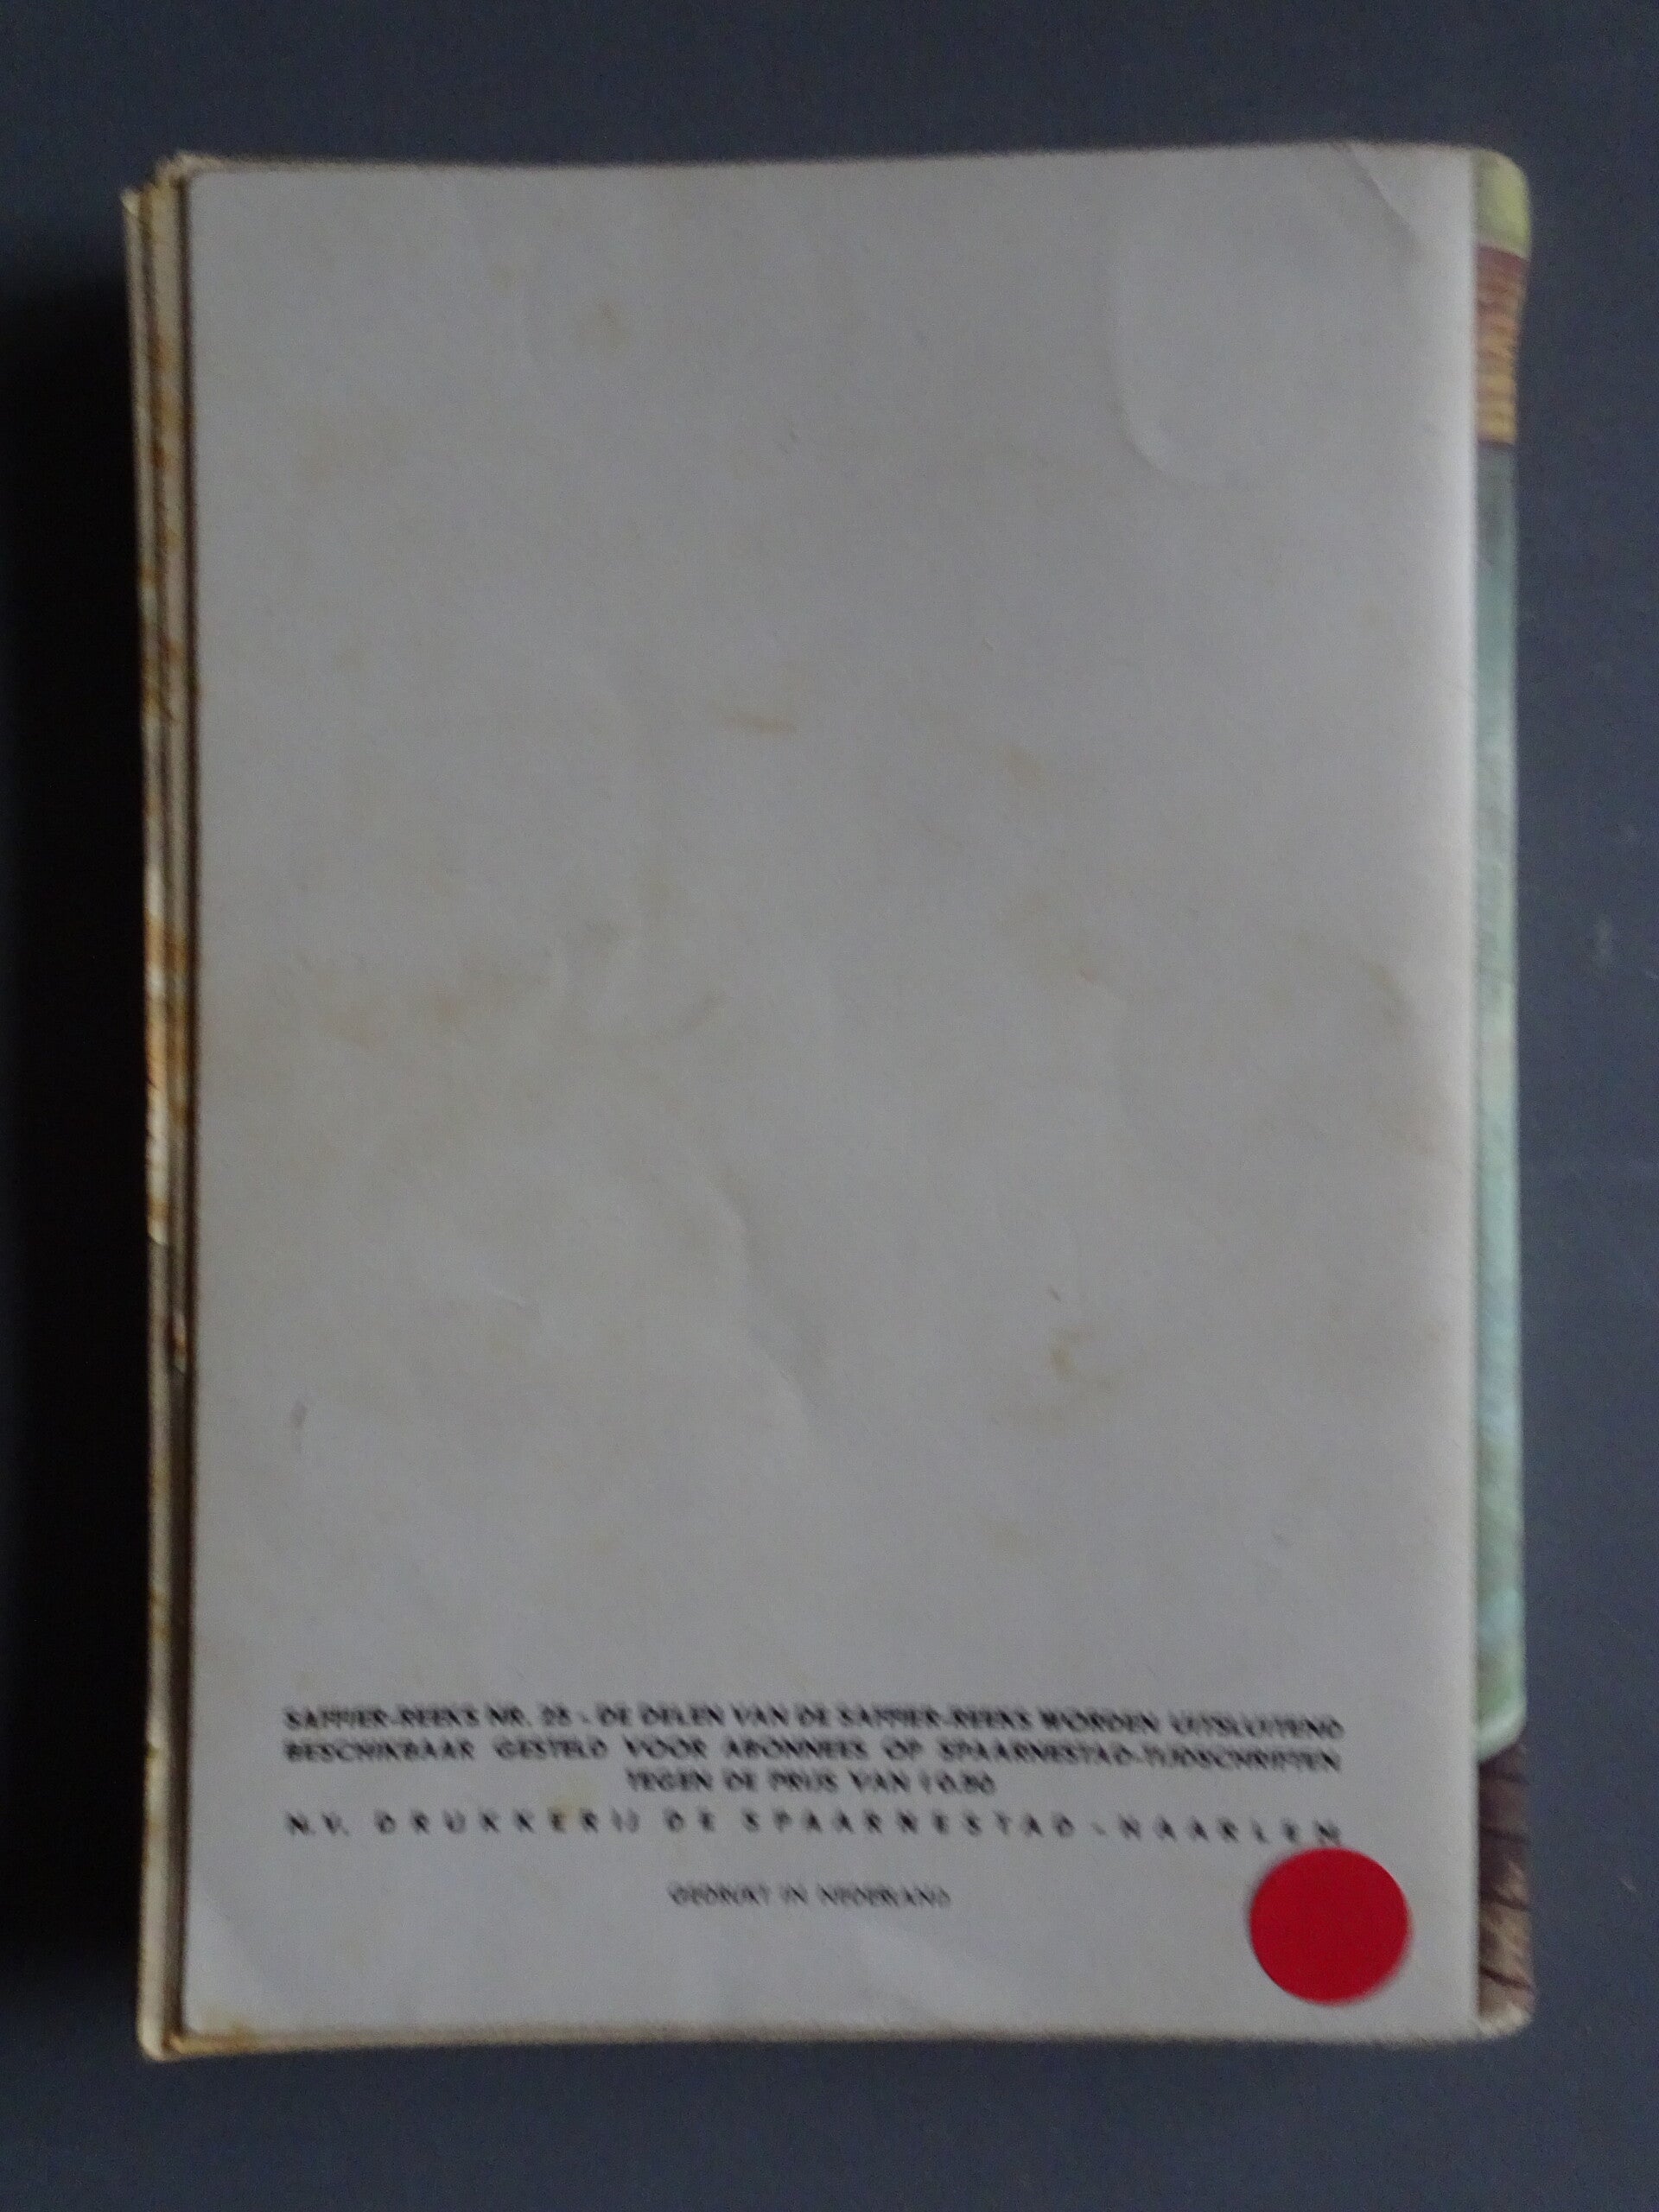 SAFFIER-REEKS NR. 25 - DE DELEN VAN DE SAFFIER-REEKS WORDEN UITSLUITEND
BESCHIKBAAR GESTELD VOOR ABONNEES OP SPAARNESTAD-TIJDSCHRIFTEN
TEGEN DE PRIJS VAN f 0.80
N.V. DRUKKERIJ DE SPAARNESTAD - HAARLEM
GEDRUKT IN NEDERLAND